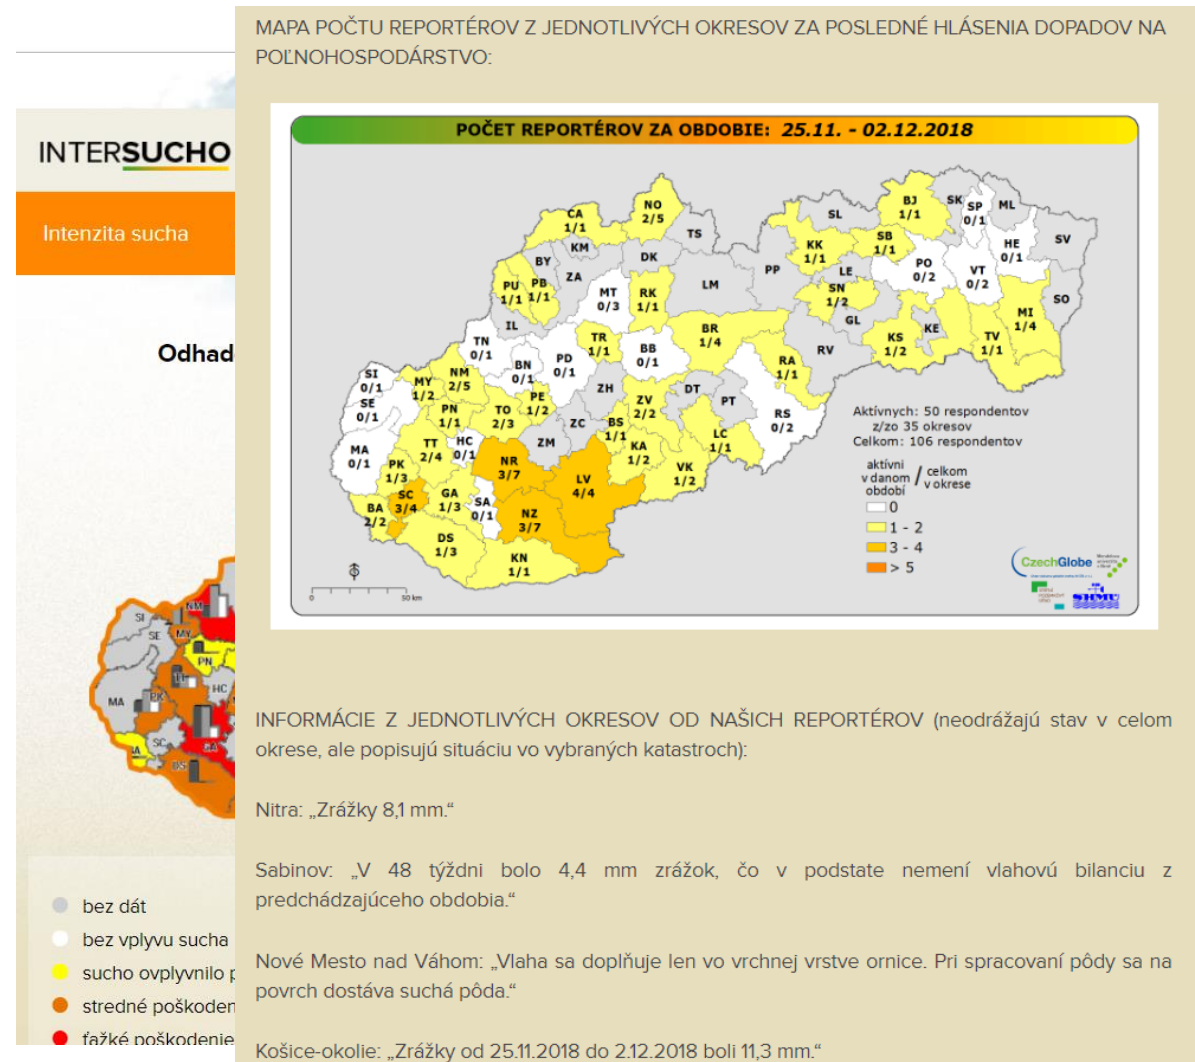 MAPA POČTU REPORTÉROV Z JEDNOTLIVÝCH OKRESOV ZA POSLEDNÉ HLÁSENIA DOPADOV NA
POĽNOHOSPODÁRSTVO:
INTERSUCHO
Intenzita sucha
Odhad
POČET REPORTÉROV ZA OBDOBIE: 25.11. - 02.12.2018
CA
1/1
NO
2/5
TS
KM
BY
ZA
DK
PU
1/1
PB
1/1
MT
0/3
RK
1/1
LM
PP
SL
KK
1/1
BJ
1/1
SK
SP
0/1
ML
SB
1/1
HE
0/1
SV
PO
0/2
VT
0/2
LE
SN
1/2
SO
GL
KS
1/2
KE
MI
1/4
TV
1/1
IL
TN
0/1
BN
0/1
PD
0/1
TR
1/1
BB
0/1
BR
1/4
RA
1/1
RV
SI
0/1
SE
0/1
MY
1/2
NM
2/5
PN
1/1
TO
2/3
PE
1/2
ZH
ZV
2/2
DT
PT
RS
0/2
MA
0/1
TT
2/4
HC
0/1
ZM
ZC
BS
1/1
KA
1/2
LC
1/1
VK
1/2
PK
1/3
NR
3/7
LV
4/4
BA
2/2
SC
3/4
GA
1/3
SA
0/1
NZ
3/7
DS
1/3
KN
1/1
Aktívnych: 50 respondentov
z/zo 35 okresov
Celkom: 106 respondentov
aktívni
v danom
období
/
celkom
v okrese
0
1 - 2
3 - 4
> 5
0
50 km
CzechGlobe
SHMÚ
SI
SE
NM
MY
PN
TT
HC
MA
PK
SC
BA
GA
DS
bez dát
bez vplyvu sucha
sucho ovplyvnilo p
stredné poškoden
ťažké poškodenie
INFORMÁCIE Z JEDNOTLIVÝCH OKRESOV OD NAŠICH REPORTÉROV (neodrážajú stav v celom
okrese, ale popisujú situáciu vo vybraných katastroch):
Nitra: „Zrážky 8,1 mm.“
Sabinov: „V 48 týždni bolo 4,4 mm zrážok, čo v podstate nemení vlahovú bilanciu z
predchádzajúceho obdobia.“
Nové Mesto nad Váhom: „Vlaha sa doplňuje len vo vrchnej vrstve ornice. Pri spracovaní pôdy sa na
povrch dostáva suchá pôda.“
Košice-okolie: „Zrážky od 25.11.2018 do 2.12.2018 boli 11,3 mm.“